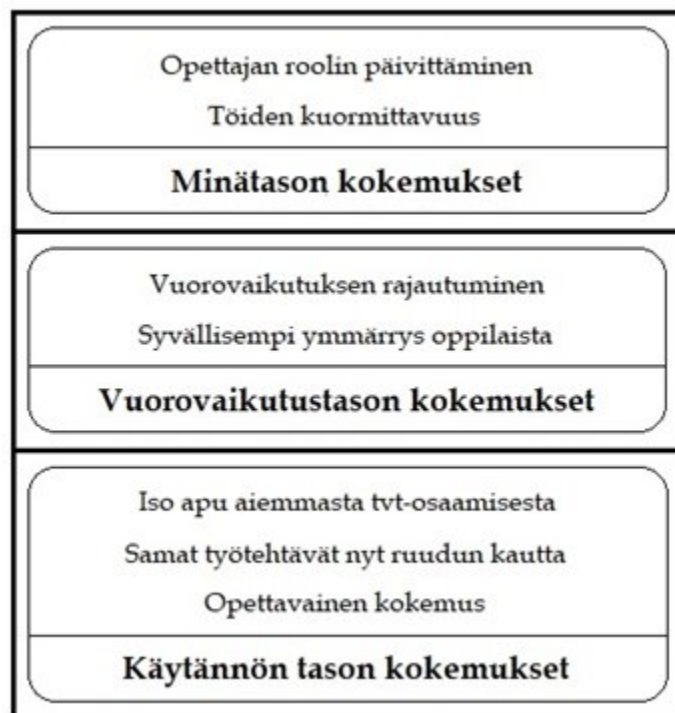 Opettajan roolin päivittäminen
Töiden kuormittavuus
Minätason kokemukset
Vuorovaikutuksen rajautuminen
Syvällisempi ymmärrys oppilaista
Vuorovaikutustason kokemukset
Iso apu aiemmasta tvt-osaamisesta
Samat työtehtävät nyt ruudun kautta
Opettavainen kokemus
Käytännön tason kokemukset